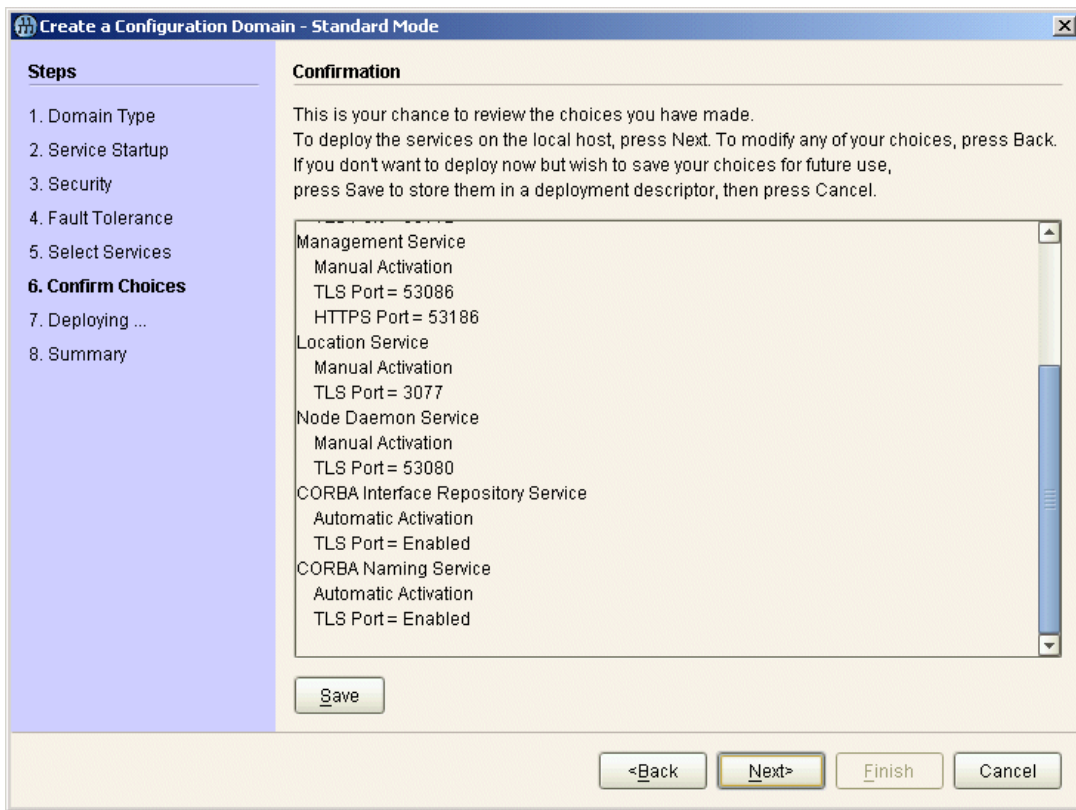 Create a Configuration Domain - Standard Mode
Steps
1. Domain Type
2. Service Startup
3. Security
4. Fault Tolerance
5. Select Services
6. Confirm Choices
7. Deploying ...
8. Summary
Confirmation
This is your chance to review the choices you have made.
To deploy the services on the local host, press Next. To modify any of your choices, press Back.
If you don't want to deploy now but wish to save your choices for future use,
press Save to store them in a deployment descriptor, then press Cancel.
Management Service
Manual Activation
TLS Port = 53086
HTTPS Port = 53186
Location Service
Manual Activation
TLS Port = 3077
Node Daemon Service
Manual Activation
TLS Port = 53080
CORBA Interface Repository Service
Automatic Activation
TLS Port = Enabled
CORBA Naming Service
Automatic Activation
TLS Port = Enabled
Save
<Back
Next>
Finish
Cancel